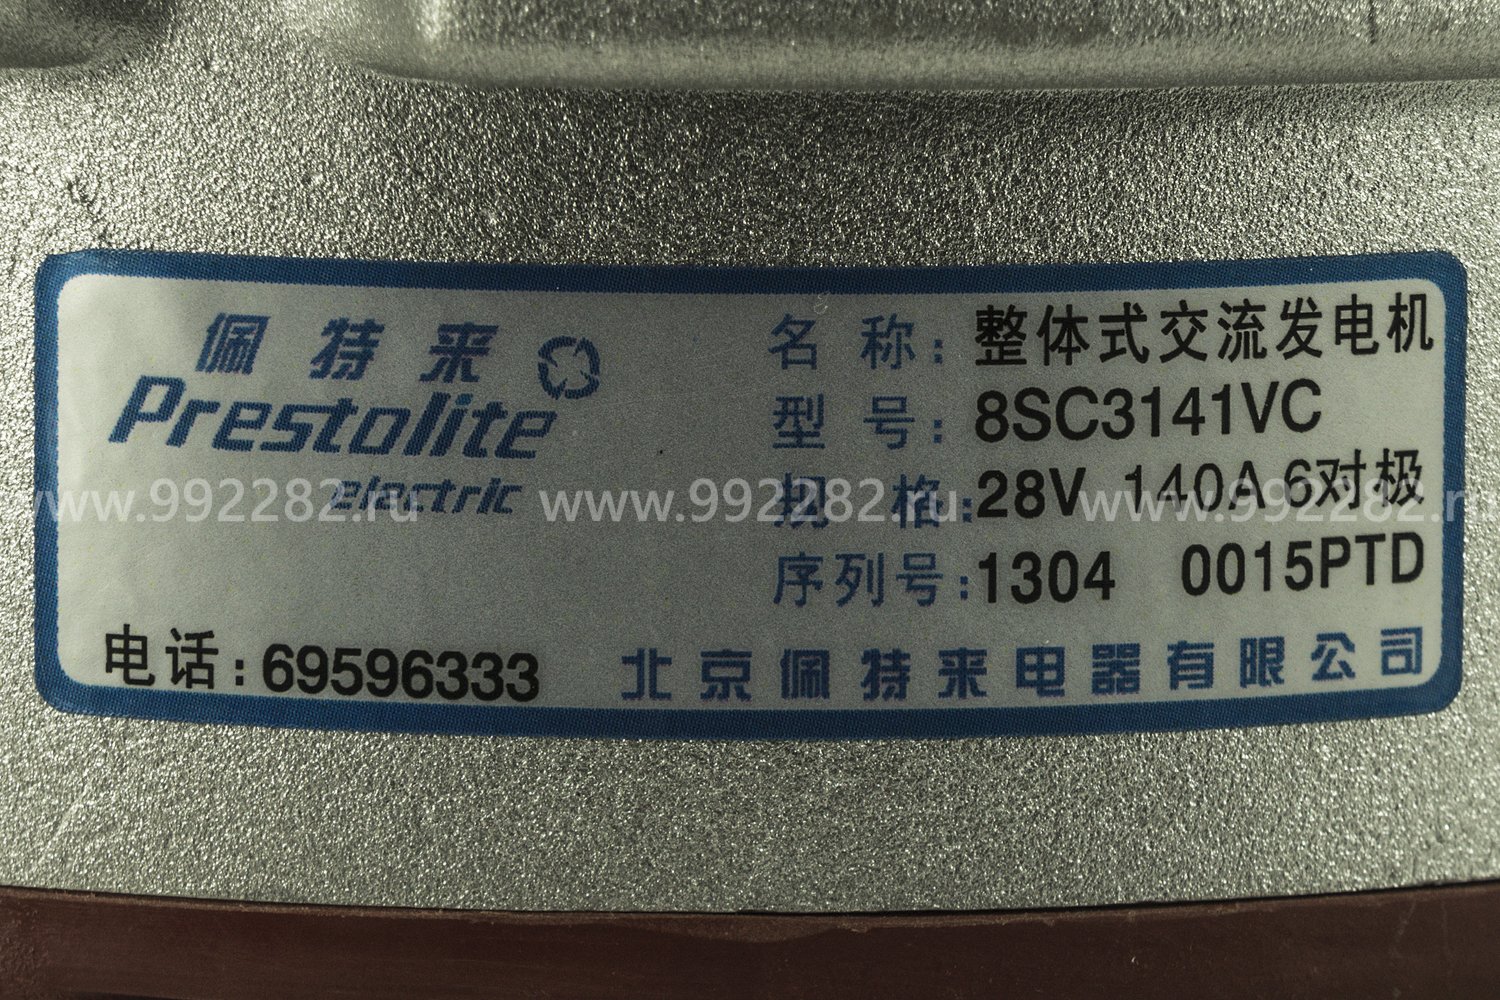 佩特来
Prestolite
electric
名 称: 整体式交流发电机
型 号: 8SC3141VC
规 格: 28V 140A 6对极
序列号: 1304 0015PTD
电话: 69596333
北京佩特来电器有限公司
www.992282.ru www.992282.ru www.992282.r